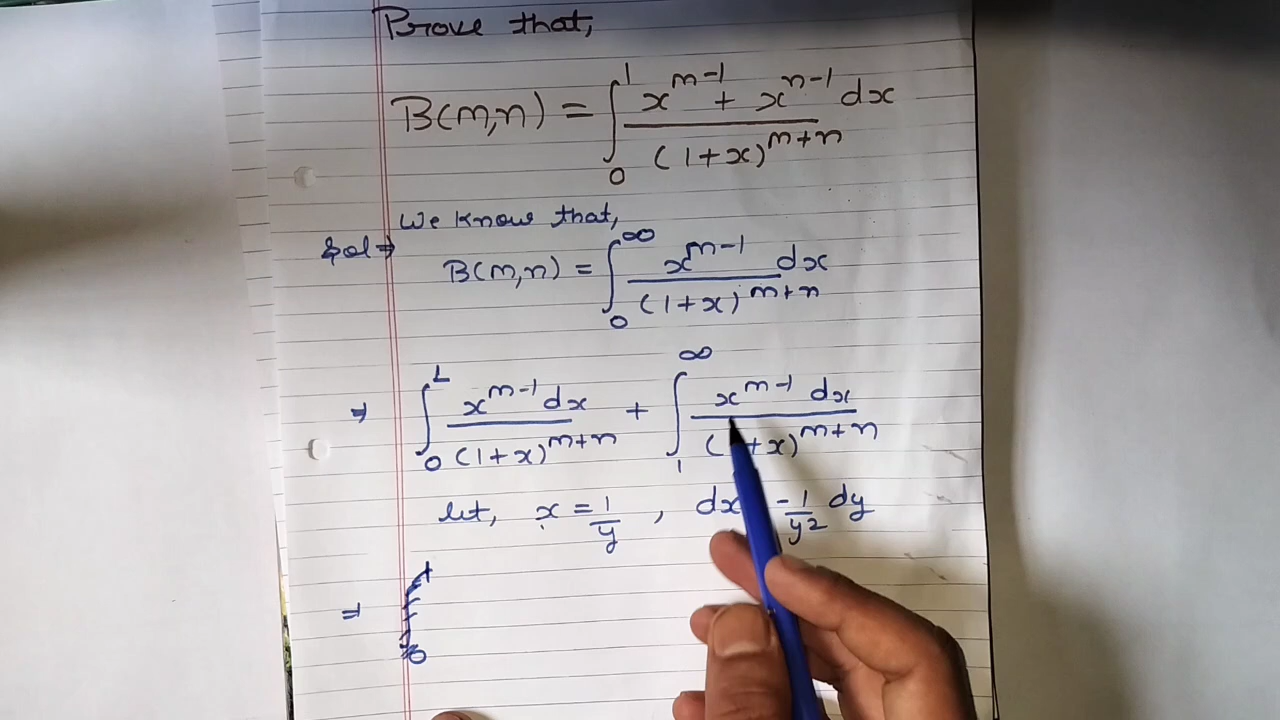 Prove that,
B(m,n) = ∫₀¹ (x^{m-1} + x^{n-1})/(1+x)^{m+n} dx
We know that,
Sol ⇒
B(m,n) = ∫₀^∞ x^{m-1}/(1+x)^{m+n} dx
⇒ ∫₀¹ x^{m-1} dx/(1+x)^{m+n} + ∫₁^∞ x^{m-1} dx/(1+x)^{m+n}
let, x = 1/y , dx -1/y² dy
⇒